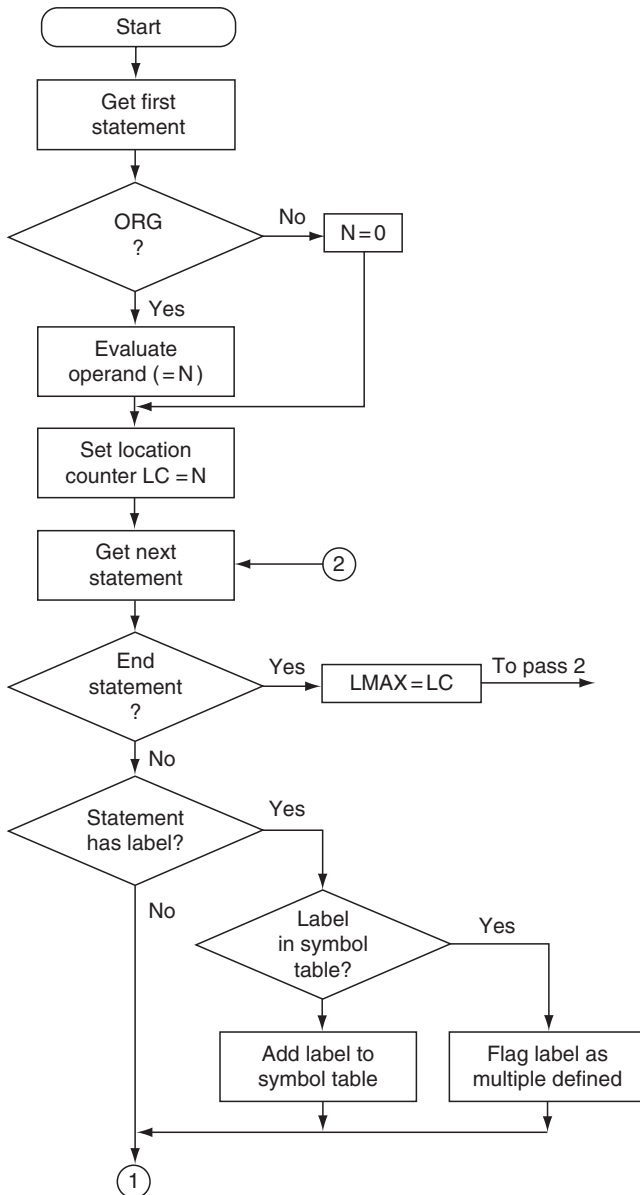 Start
Get first
statement
ORG
?
No
N=0
Yes
Evaluate
operand (=N)
Set location
counter LC =N
Get next
statement
2
End
statement
?
Yes
LMAX=LC
To pass 2
No
Statement
has label?
Yes
No
Label
in symbol
table?
Yes
Add label to
symbol table
Flag label as
multiple defined
1